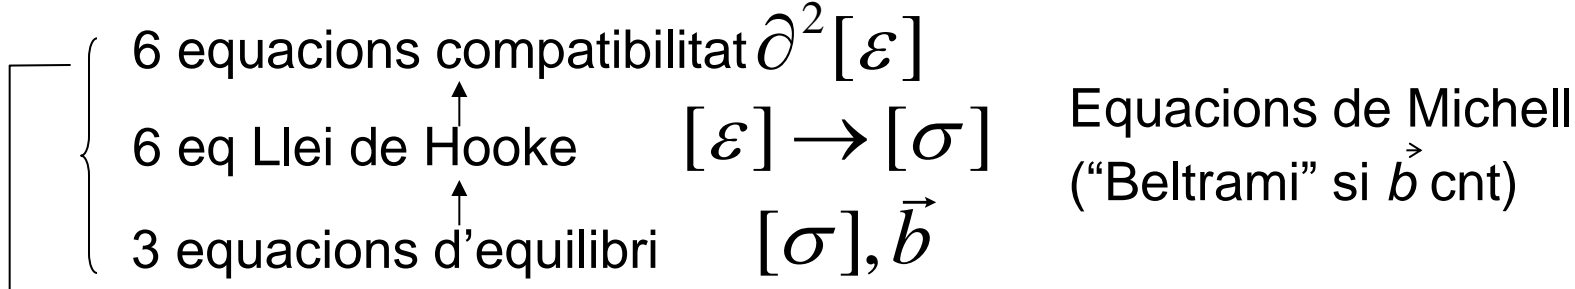 6 equacions compatibilitat ∂²[ε]
6 eq Llei de Hooke [ε] → [σ]
3 equacions d’equilibri [σ], b⃗
Equacions de Michell
(“Beltrami” si b⃗ cnt)